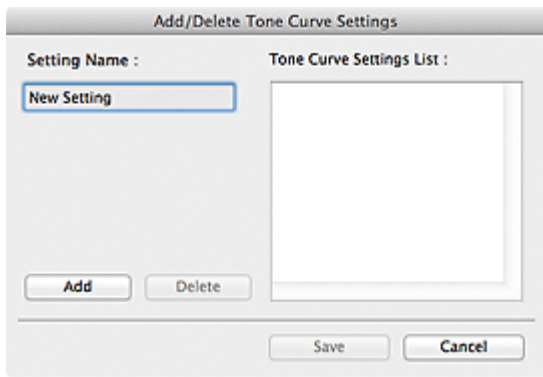 Add/Delete Tone Curve Settings
Setting Name :
Tone Curve Settings List :
New Setting
Add
Delete
Save
Cancel